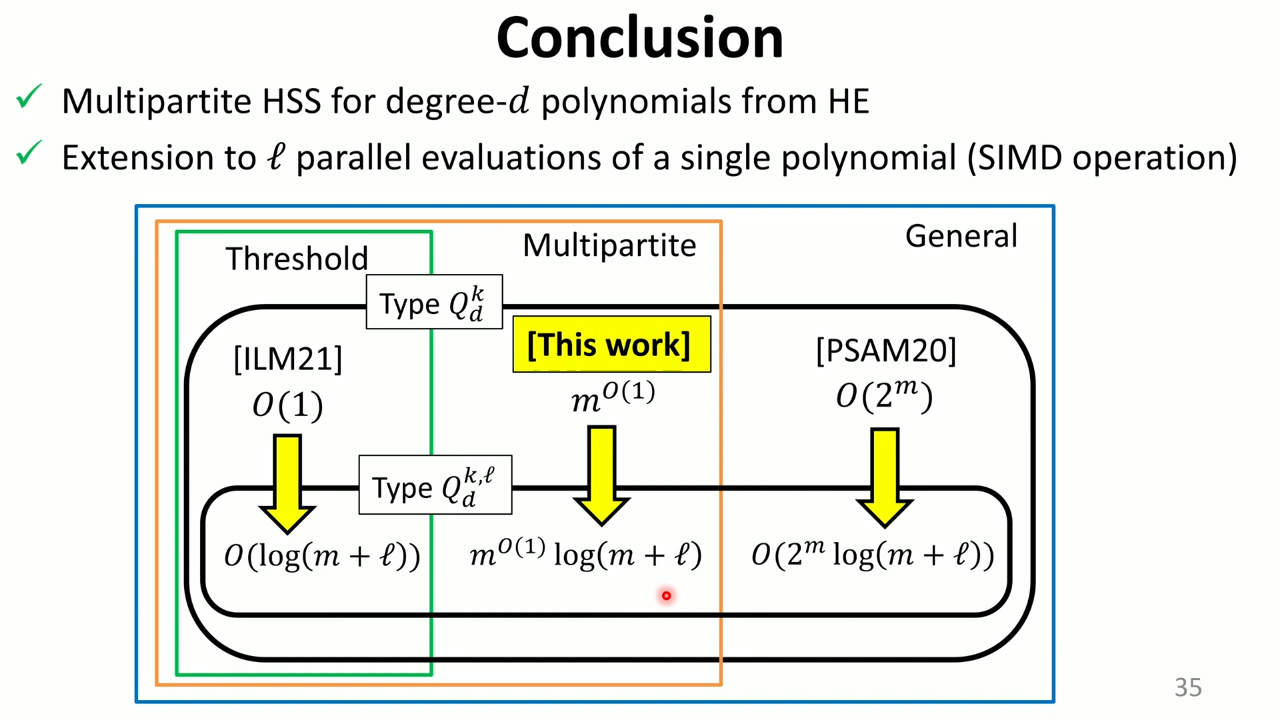 Conclusion
✓ Multipartite HSS for degree-𝑑 polynomials from HE
✓ Extension to ℓ parallel evaluations of a single polynomial (SIMD operation)
Threshold Multipartite General
Type $Q_d^k$
[ILM21] [This work] [PSAM20]
$O(1)$ $m^{O(1)}$ $O(2^m)$
Type $Q_d^{k,ℓ}$
$O(\log(m + ℓ))$ $m^{O(1)} \log(m + ℓ)$ $O(2^m \log(m + ℓ))$
35